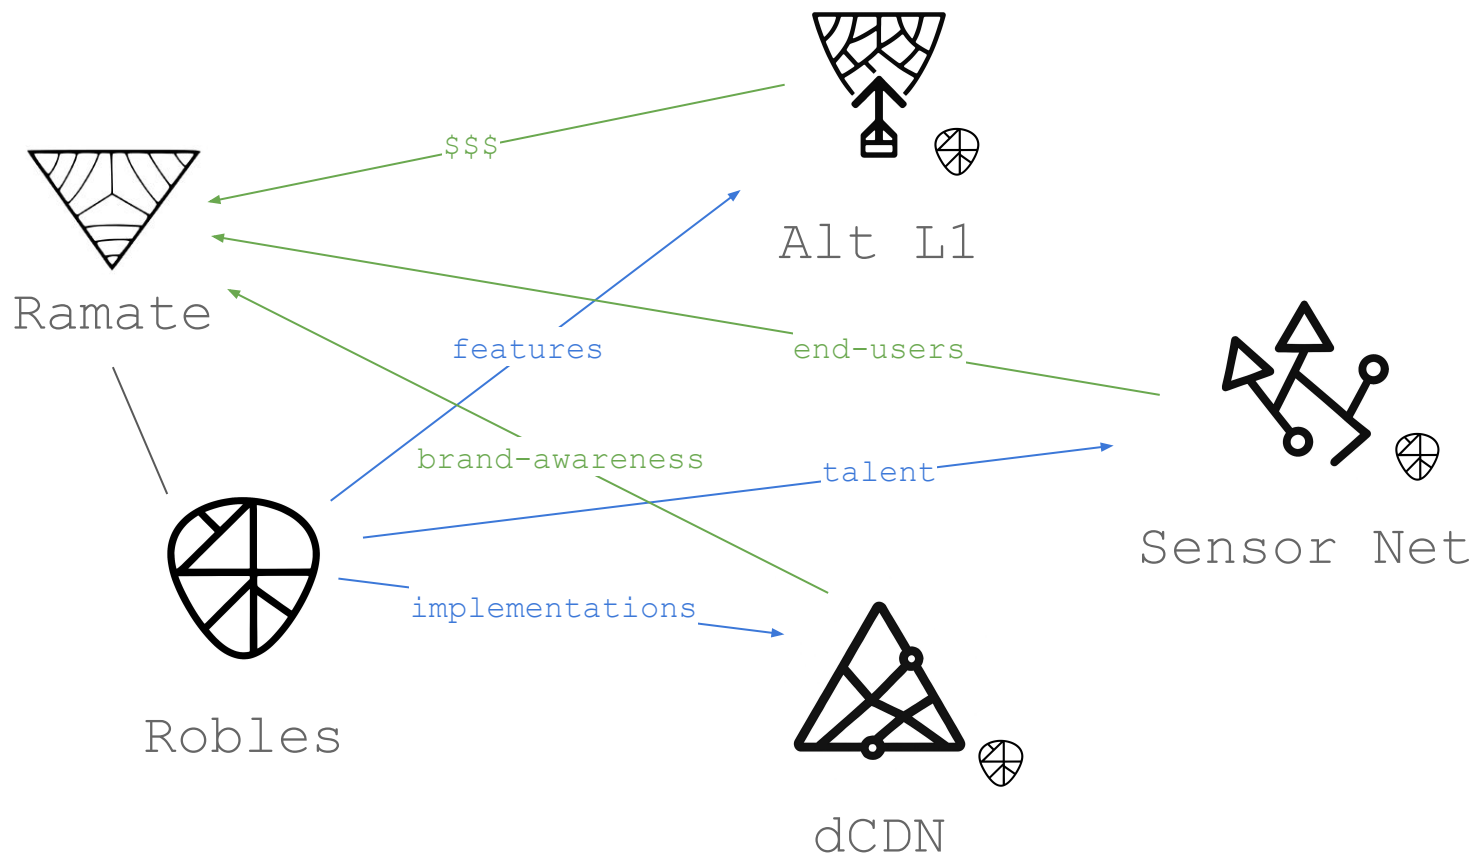 $$$
Alt L1
Ramate
features
end-users
brand-awareness
talent
Sensor Net
implementations
Robles
dCDN